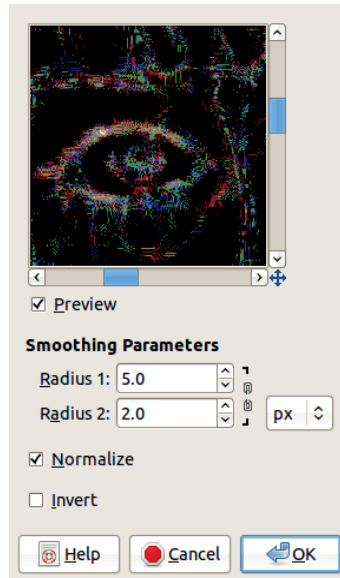 Preview
Smoothing Parameters
Radius 1: 5.0
Radius 2: 2.0 px
Normalize
Invert
Help Cancel OK